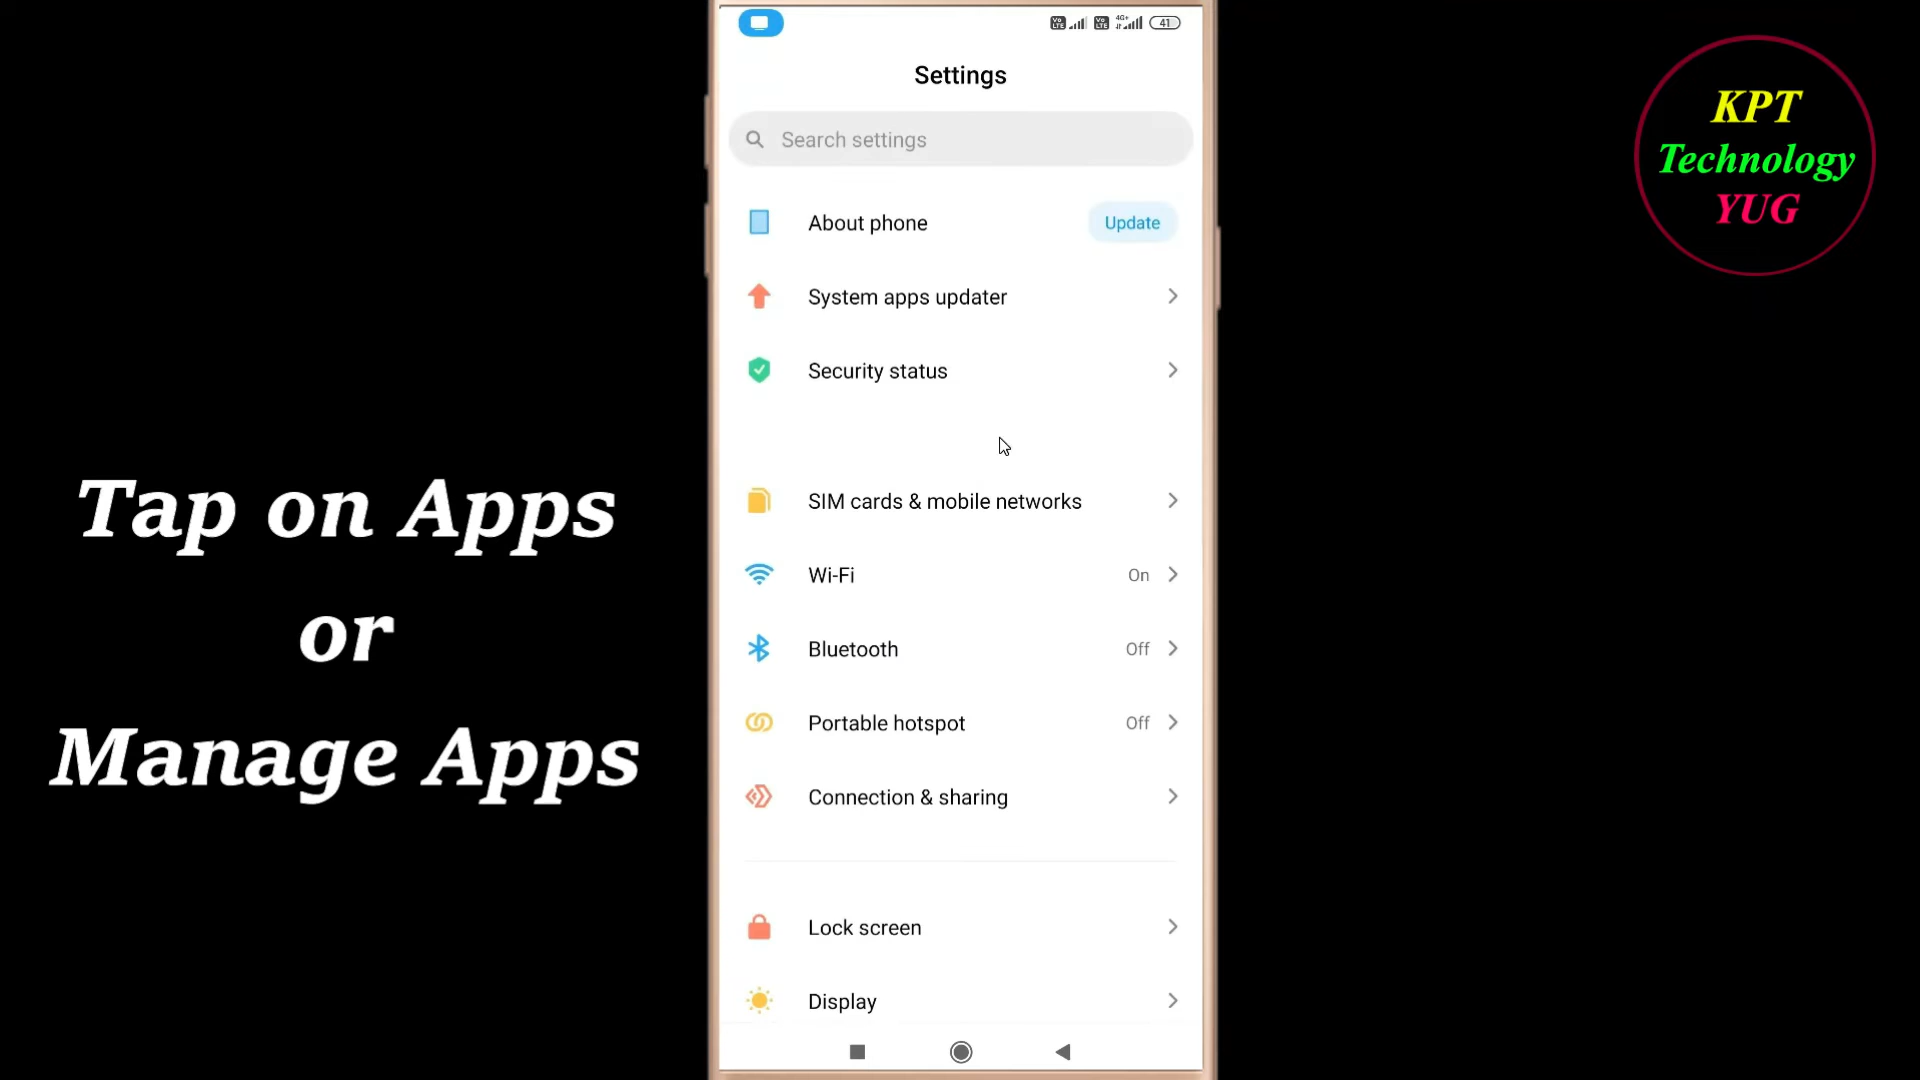 41
Settings
Search settings
About phone
Update
System apps updater
Security status
SIM cards & mobile networks
Wi-Fi
On
Bluetooth
Off
Portable hotspot
Off
Connection & sharing
Lock screen
Display
Tap on Apps
or
Manage Apps
KPT
Technology
YUG